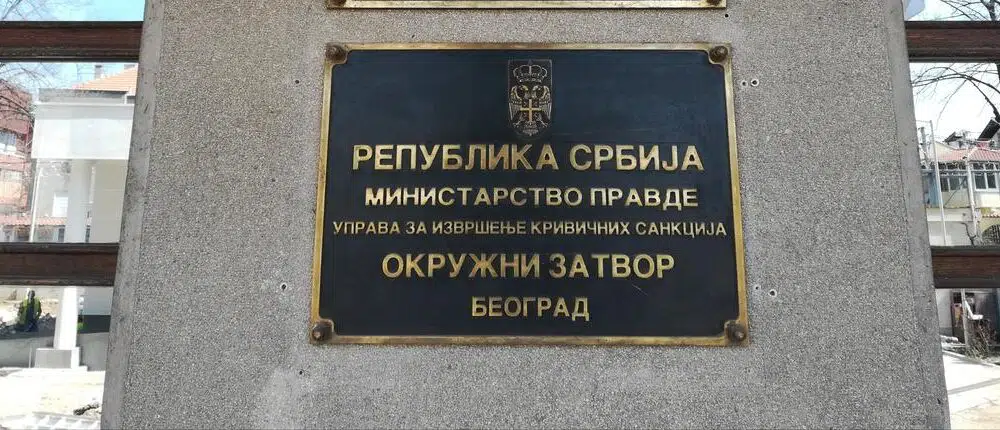 РЕПУБЛИКА СРБИЈА
МИНИСТАРСТВО ПРАВДЕ
УПРАВА ЗА ИЗВРШЕЊЕ КРИВИЧНИХ САНКЦИЈА
ОКРУЖНИ ЗАТВОР
БЕОГРАД